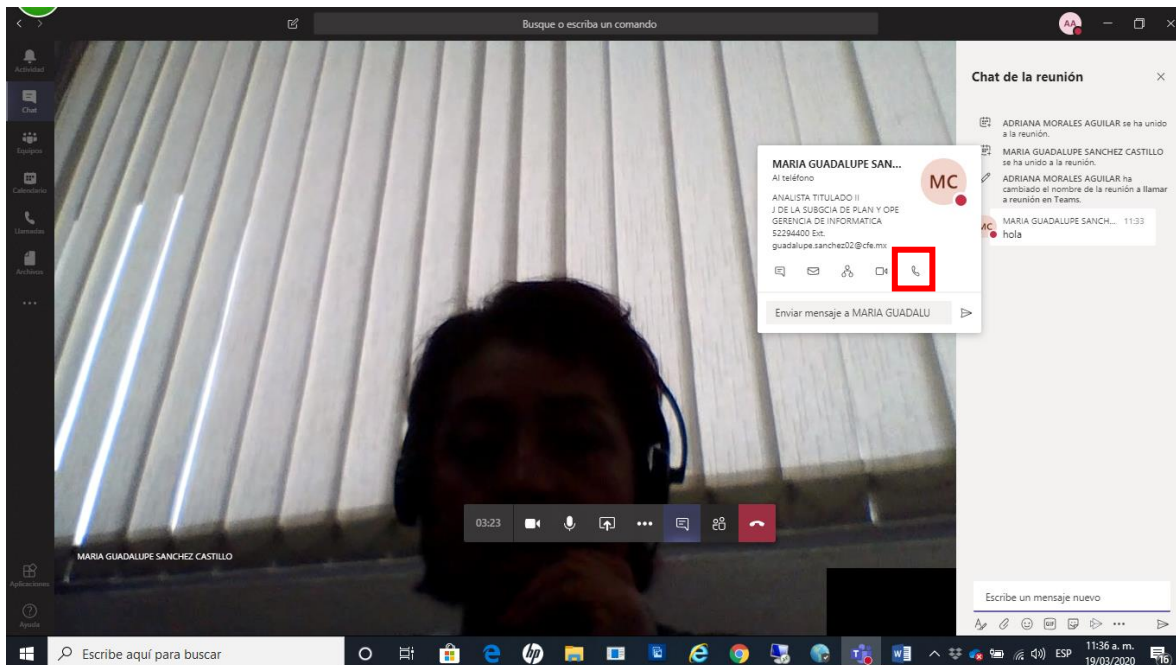 Busque o escriba un comando
AA
Actividad
Chat
Equipos
Calendario
Llamadas
Archivos
Aplicaciones
Ayuda
MARIA GUADALUPE SAN...
Al teléfono
MC
ANALISTA TITULADO II
J DE LA SUBGCIA DE PLAN Y OPE
GERENCIA DE INFORMATICA
52294400 Ext.
guadalupe.sanchez02@cfe.mx
Enviar mensaje a MARIA GUADALU
03:23
MARIA GUADALUPE SANCHEZ CASTILLO
Chat de la reunión
ADRIANA MORALES AGUILAR se ha unido
a la reunión.
MARIA GUADALUPE SANCHEZ CASTILLO
se ha unido a la reunión.
ADRIANA MORALES AGUILAR ha
cambiado el nombre de la reunión a llamar
a reunión en Teams.
MC
MARIA GUADALUPE SANCH... 11:33
hola
Escribe un mensaje nuevo
GIF
Escribe aquí para buscar
hp
ESP
11:36 a. m.
19/03/2020
16